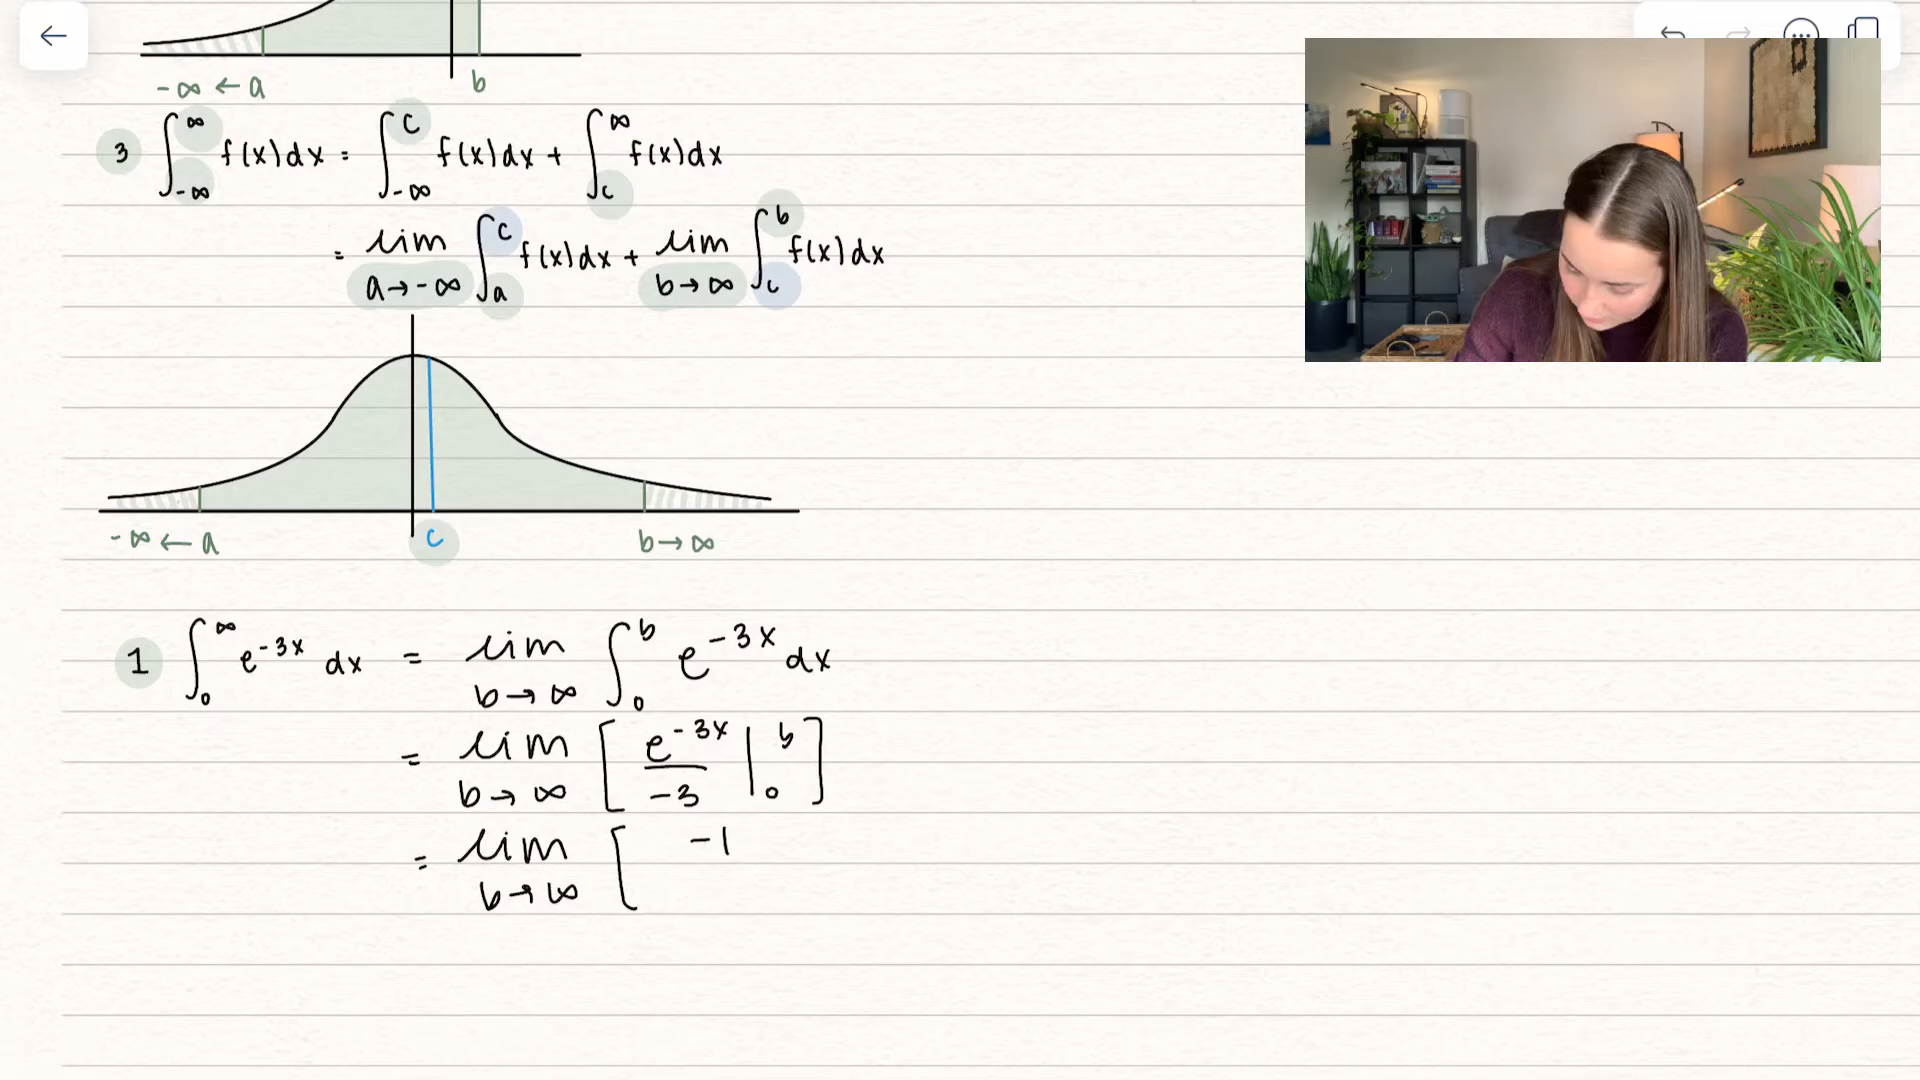 -∞ ← a b
3 ∫_{-∞}^{∞} f(x)dx = ∫_{-∞}^{c} f(x)dx + ∫_{c}^{∞} f(x)dx
= lim_{a→-∞} ∫_{a}^{c} f(x)dx + lim_{b→∞} ∫_{c}^{b} f(x)dx
-∞ ← a c b→∞
1 ∫_{0}^{∞} e^{-3x} dx = lim_{b→∞} ∫_{0}^{b} e^{-3x} dx
= lim_{b→∞} [ e^{-3x}/-3 |_{0}^{b} ]
= lim_{b→∞} [ -1